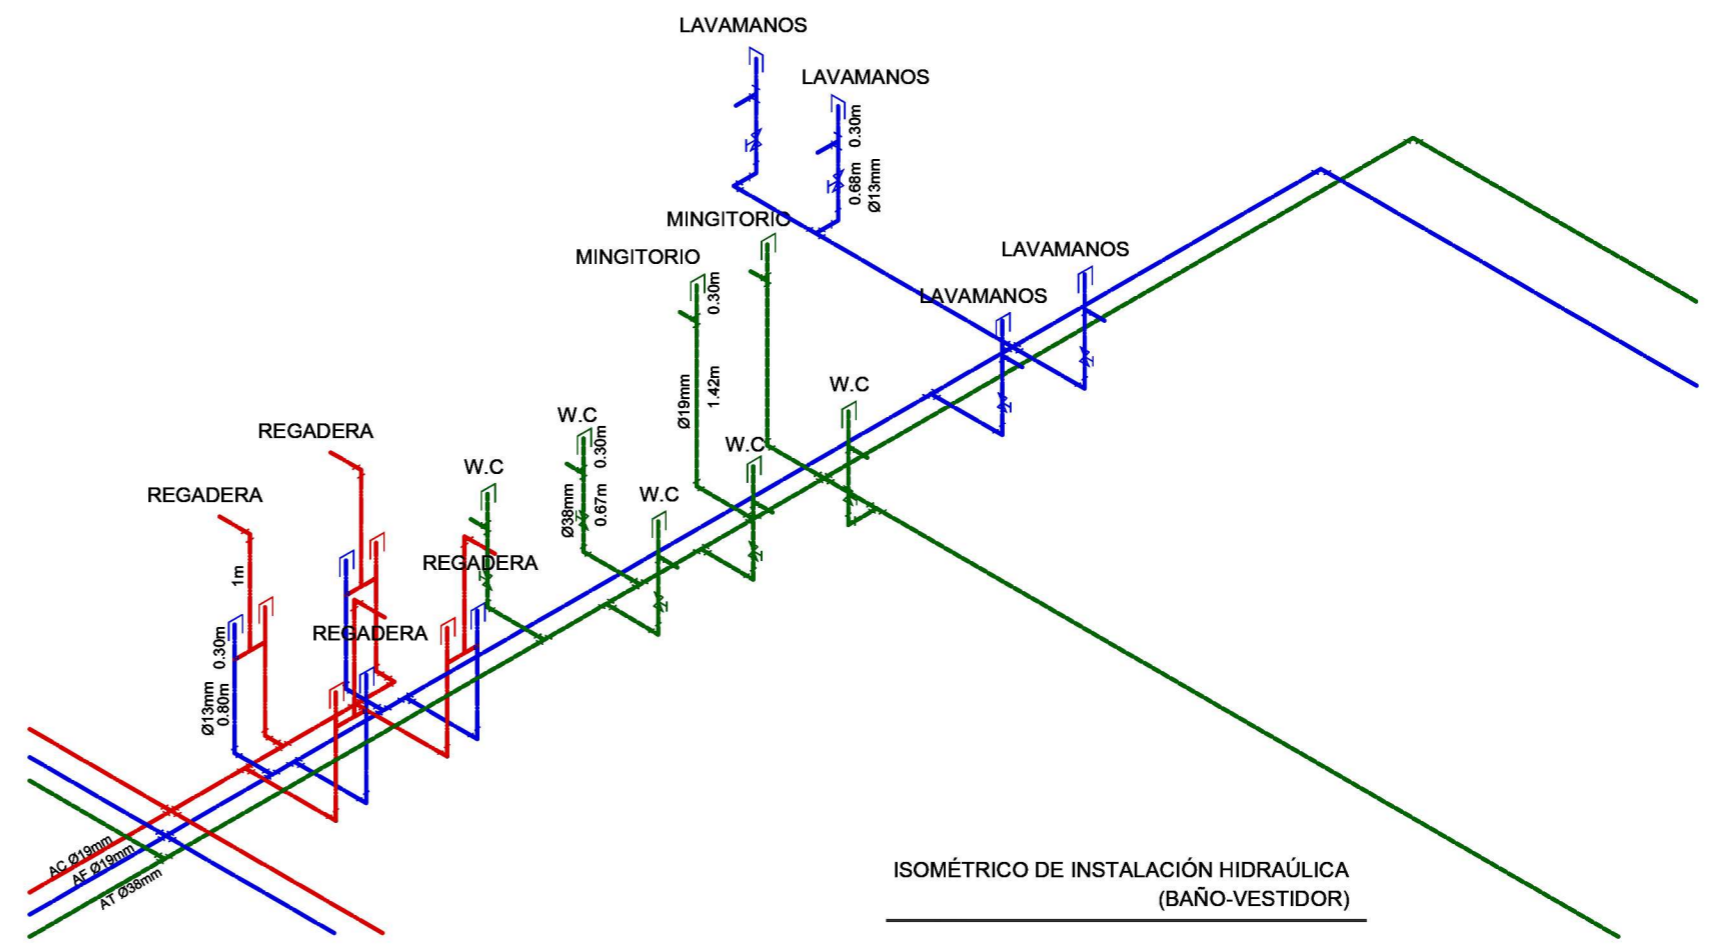 LAVAMANOS
LAVAMANOS
0.30m
0.68m
Ø13mm
MINGITORIO
MINGITORIO
0.30m
LAVAMANOS
LAVAMANOS
Ø19mm
1.42m
W.C
W.C
0.30m
W.C
Ø38mm
0.67m
REGADERA
W.C
W.C
REGADERA
1m
REGADERA
REGADERA
0.30m
Ø13mm
0.80m
AC Ø19mm
AF Ø19mm
AT Ø38mm
ISOMÉTRICO DE INSTALACIÓN HIDRAÚLICA
(BAÑO-VESTIDOR)